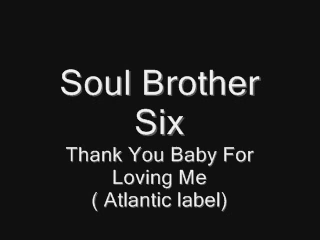 Soul Brother
Six
Thank You Baby For
Loving Me
( Atlantic label)